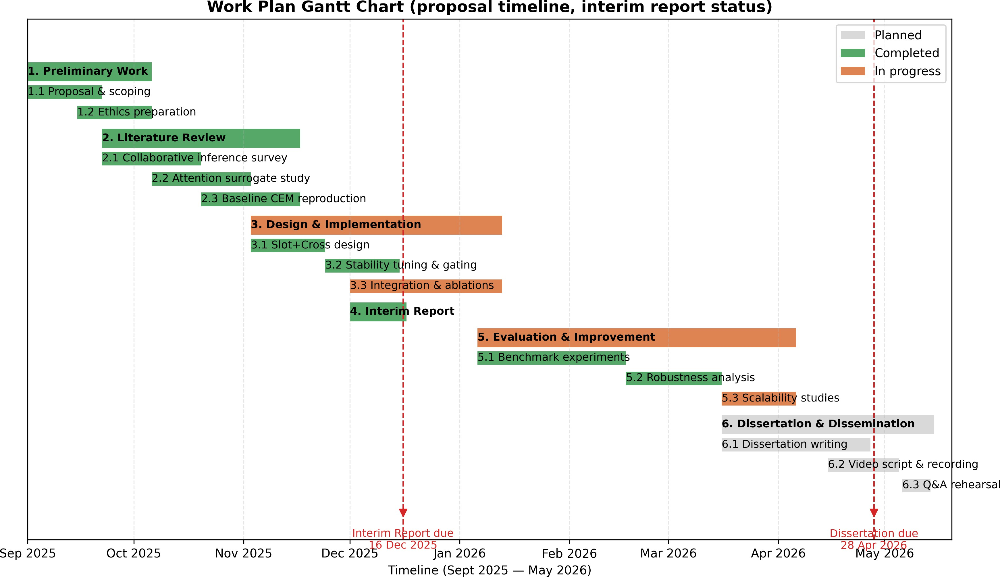 Work Plan Gantt Chart (proposal timeline, interim report status)
Planned
Completed
In progress
1. Preliminary Work
1.1 Proposal & scoping
1.2 Ethics preparation
2. Literature Review
2.1 Collaborative inference survey
2.2 Attention surrogate study
2.3 Baseline CEM reproduction
3. Design & Implementation
3.1 Slot+Cross design
3.2 Stability tuning & gating
3.3 Integration & ablations
4. Interim Report
5. Evaluation & Improvement
5.1 Benchmark experiments
5.2 Robustness analysis
5.3 Scalability studies
6. Dissertation & Dissemination
6.1 Dissertation writing
6.2 Video script & recording
6.3 Q&A rehearsal
Interim Report due
16 Dec 2025
Dissertation due
28 Apr 2026
Sep 2025
Oct 2025
Nov 2025
Dec 2025
Jan 2026
Feb 2026
Mar 2026
Apr 2026
May 2026
Timeline (Sept 2025 — May 2026)